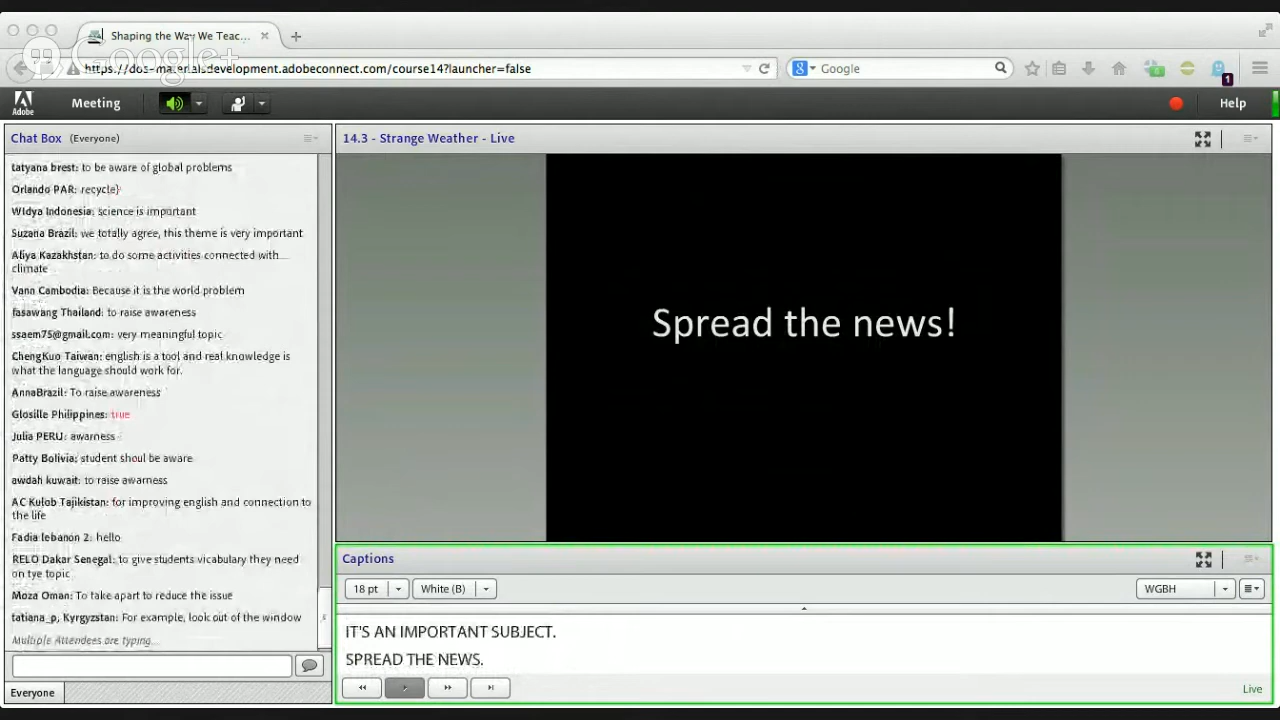 Shaping the Way We Teac...
Google+
https://dos-materialsdevelopment.adobeconnect.com/course14?launcher=false
Google
1
Adobe
Meeting
Help
Chat Box (Everyone)
tatyana brest: to be aware of global problems
Orlando PAR: recycle)
Widya Indonesia: science is important
Suzana Brazil: we totally agree, this theme is very important
Aliya Kazakhstan: to do some activities connected with
climate
Vann Cambodia: Because it is the world problem
fasawang Thailand: to raise awareness
ssaem75@gmail.com: very meaningful topic
ChengKuo Taiwan: english is a tool and real knowledge is
what the language should work for.
AnnaBrazil: To raise awareness
Glosille Philippines: true
Julia PERU: awarness
Patty Bolivia: student shoul be aware
awdah kuwait: to raise awarness
AC Kulob Tajikistan: for improving english and connection to
the life
Fadia lebanon 2: hello
RELO Dakar Senegal: to give students vicabulary they need
on tye topic
Moza Oman: To take apart to reduce the issue
tatiana_p, Kyrgyzstan: For example, look out of the window
Multiple Attendees are typing...
Everyone
14.3 - Strange Weather - Live
Spread the news!
Captions
18 pt
White (B)
WGBH
IT'S AN IMPORTANT SUBJECT.
SPREAD THE NEWS.
Live